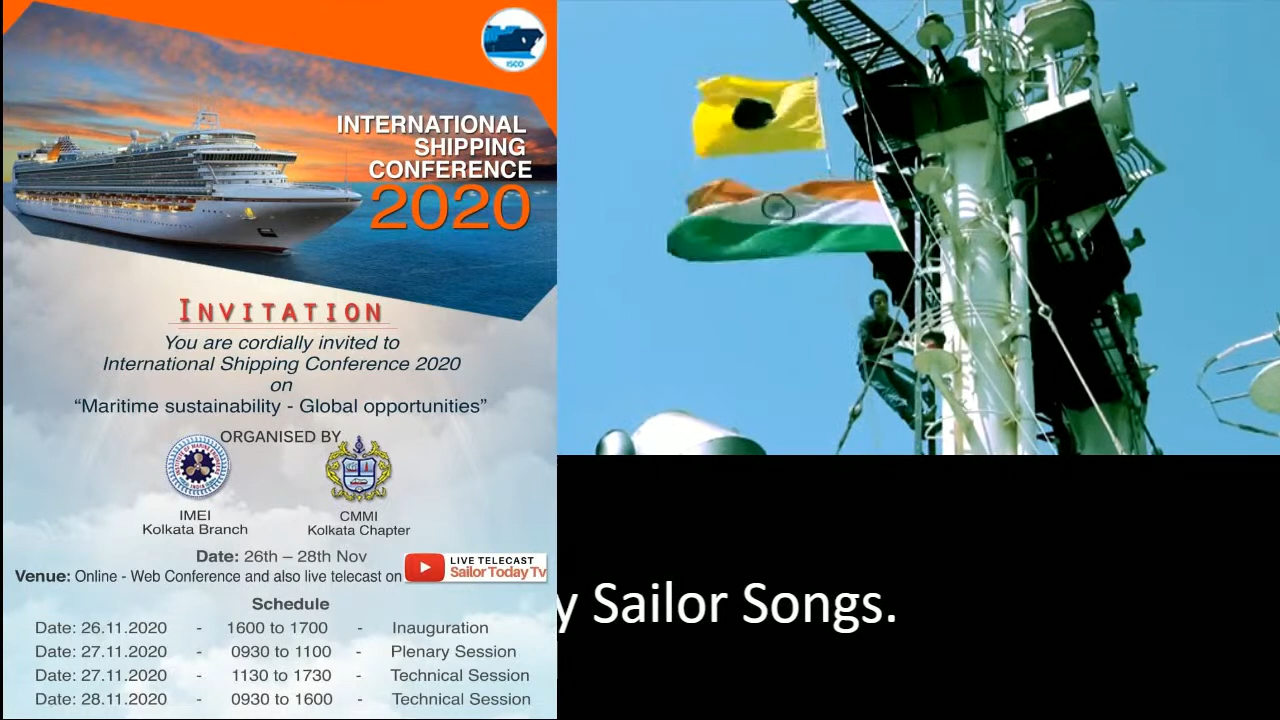 ISCO
INTERNATIONAL
SHIPPING
CONFERENCE
2020
INVITATION
You are cordially invited to
International Shipping Conference 2020
on
“Maritime sustainability - Global opportunities”
ORGANISED BY
IMEI
Kolkata Branch
CMMI
Kolkata Chapter
Date: 26th – 28th Nov
Venue: Online - Web Conference and also live telecast on
LIVE TELECAST
Sailor Today Tv
Schedule
Date: 26.11.2020 - 1600 to 1700 - Inauguration
Date: 27.11.2020 - 0930 to 1100 - Plenary Session
Date: 27.11.2020 - 1130 to 1730 - Technical Session
Date: 28.11.2020 - 0930 to 1600 - Technical Session
y Sailor Songs.